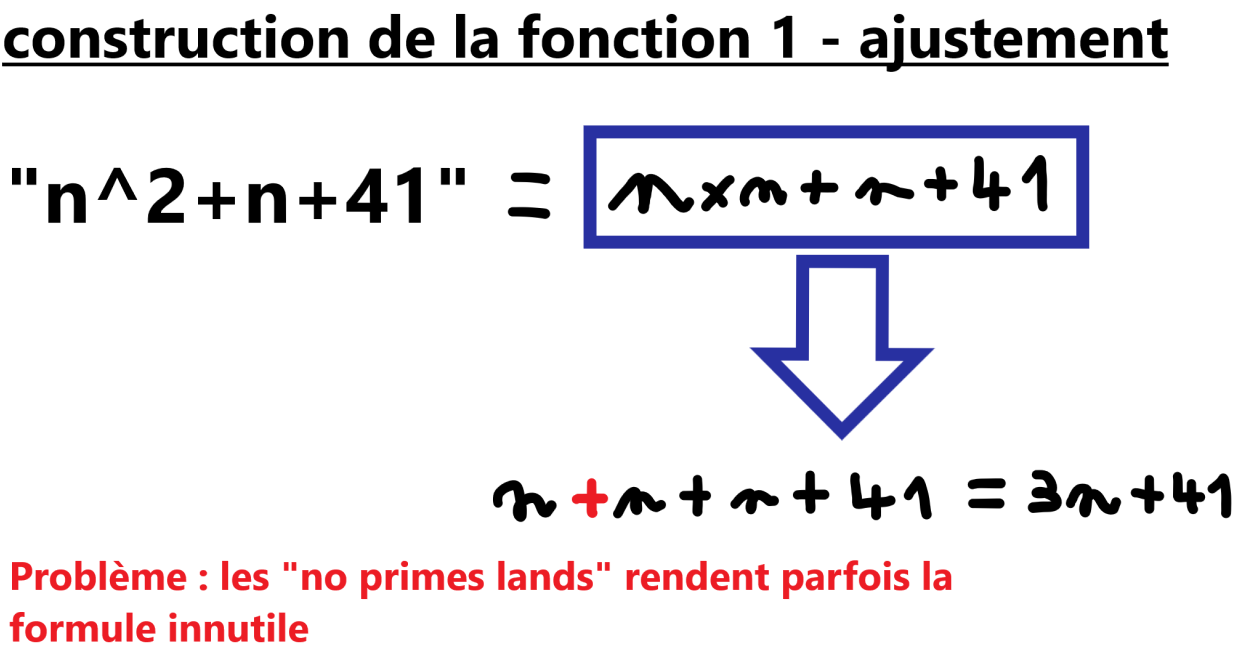 construction de la fonction 1 - ajustement
"n^2+n+41" = n×n+n+41
n+n+n+41 = 3n+41
Problème : les "no primes lands" rendent parfois la
formule innutile